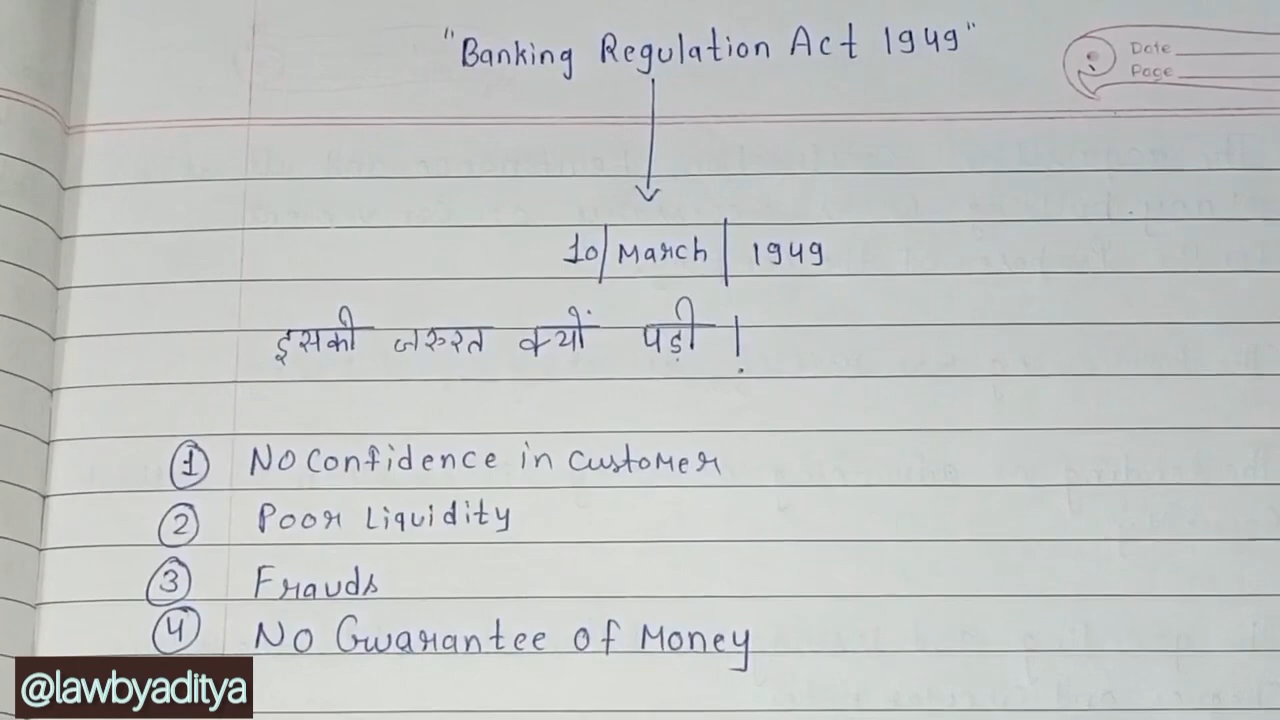 "Banking Regulation Act 1949"
Date
Page
10 | March | 1949
इसकी जरुरत क्यों पड़ी !
① No confidence in customer
② Poor Liquidity
③ Frauds
④ No Gwarantee of Money
@lawbyaditya